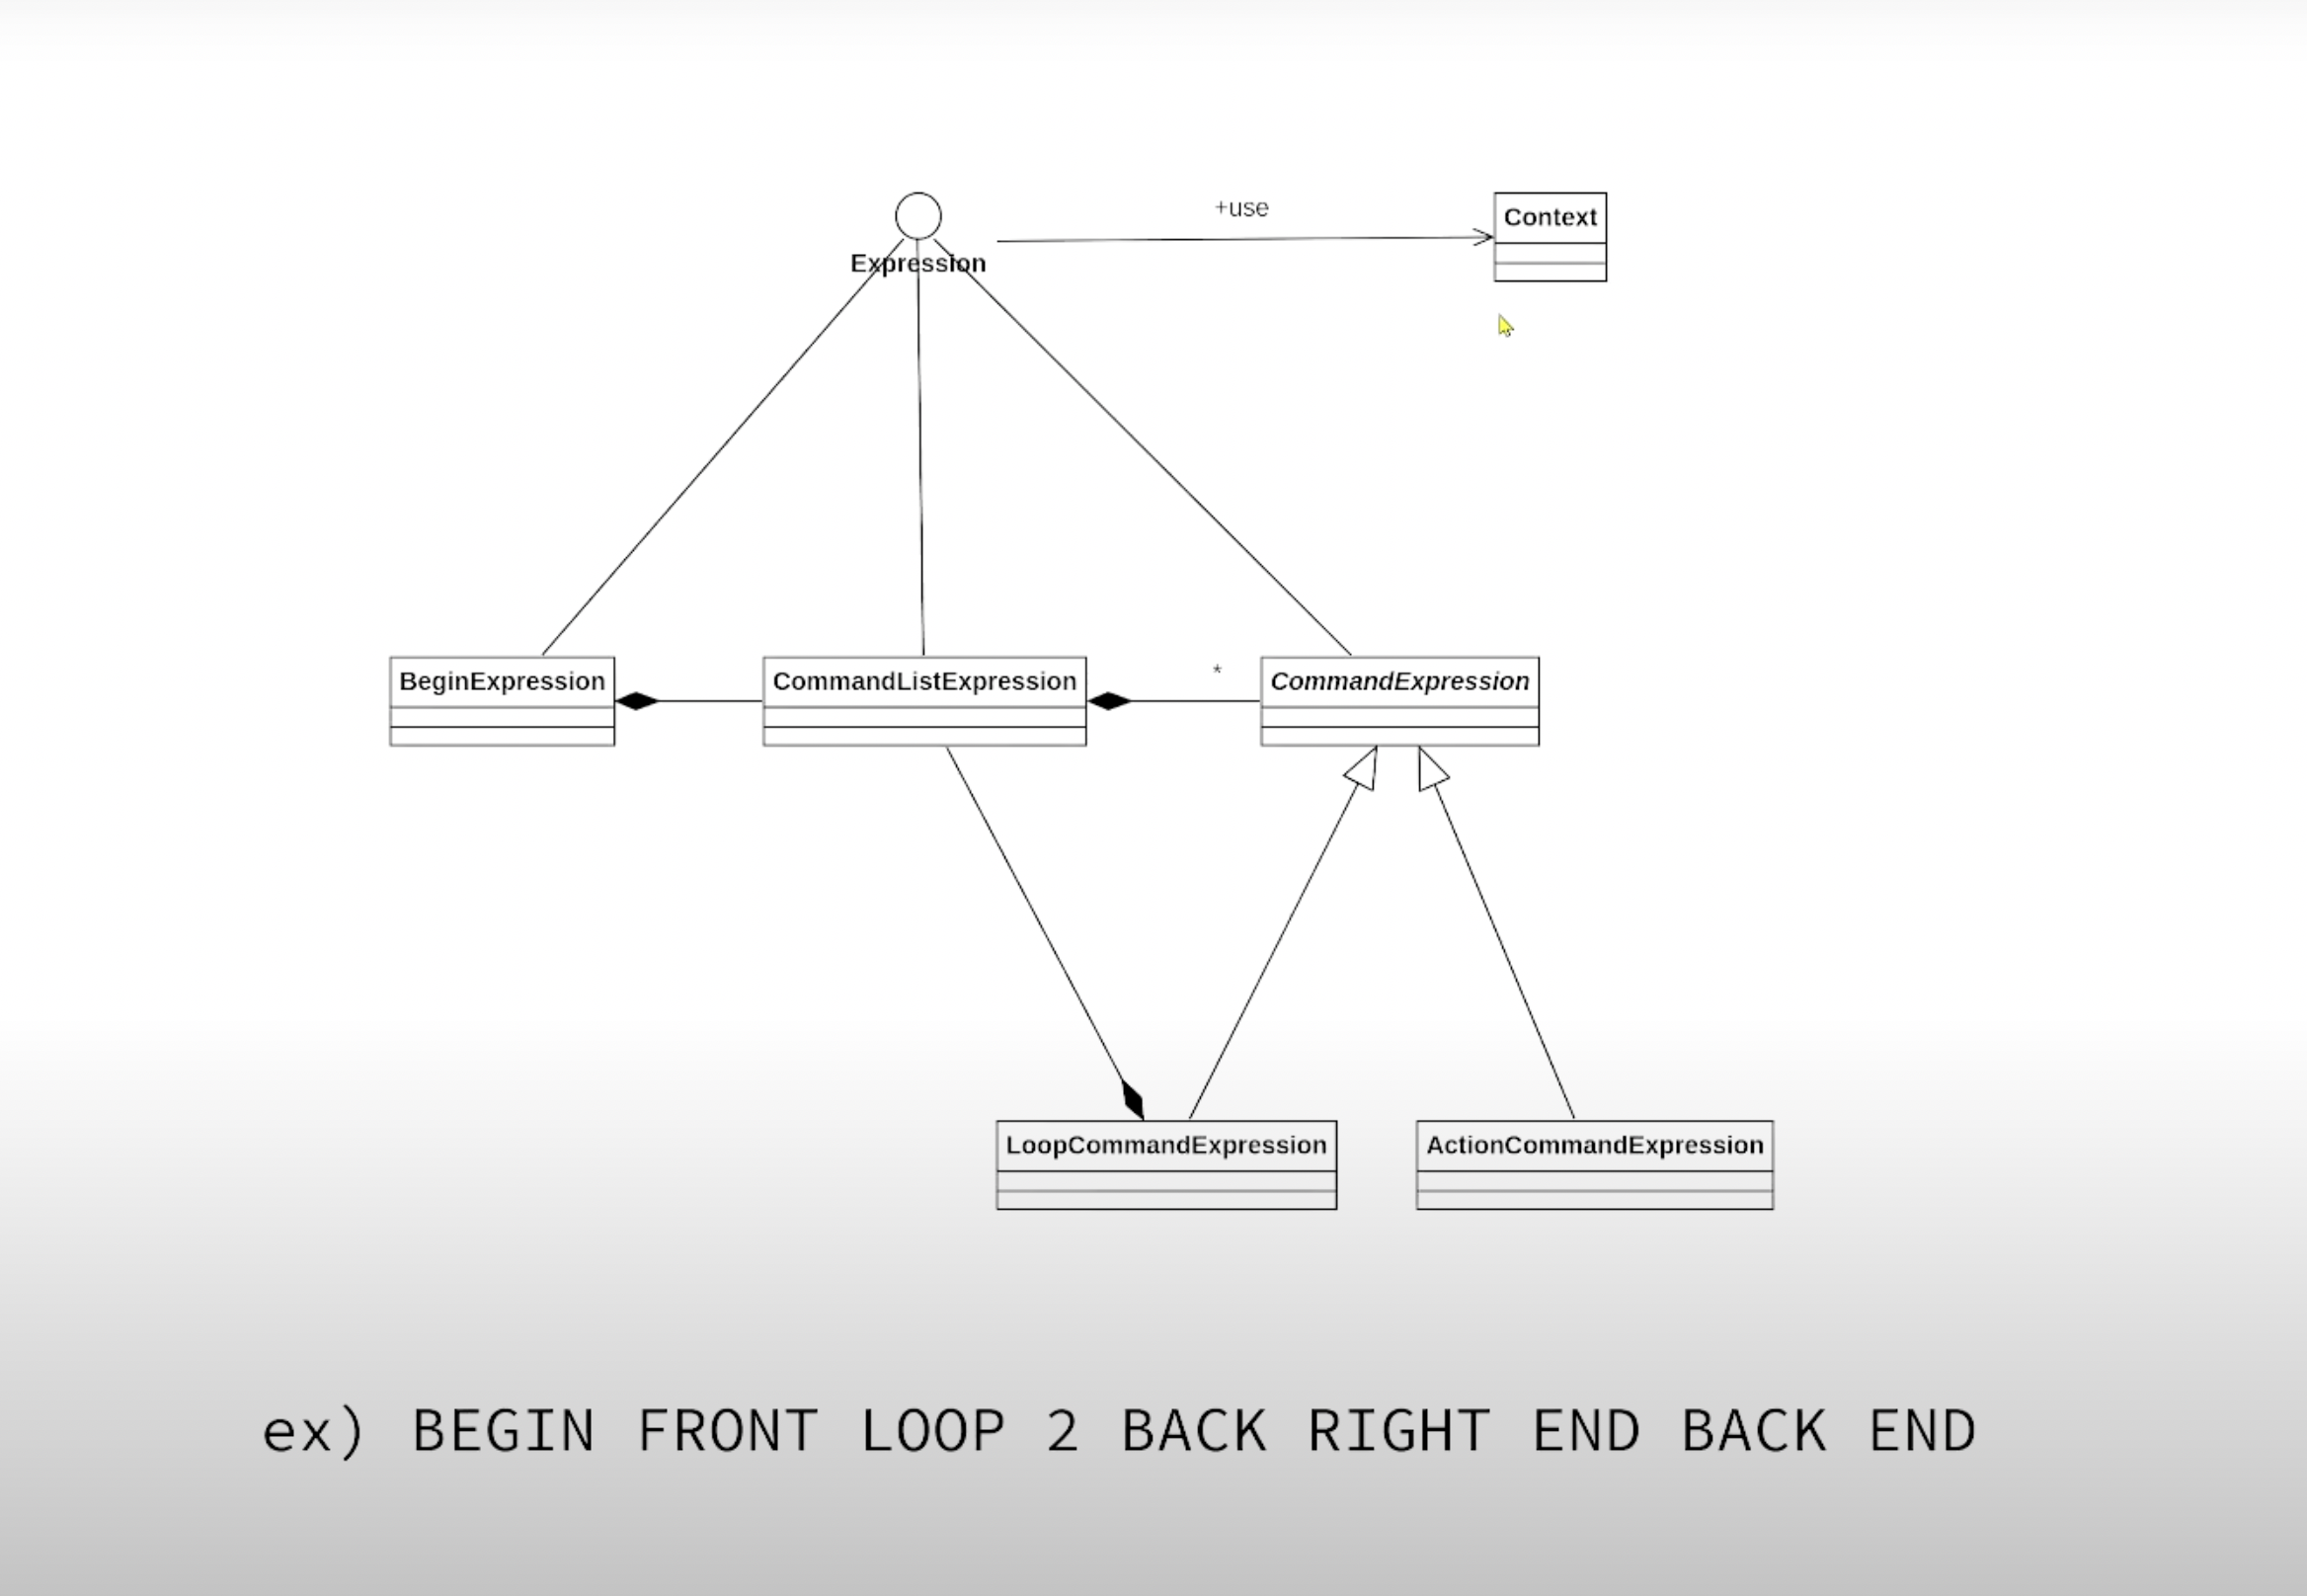 +use
Context
Expression
BeginExpression
CommandListExpression
*
CommandExpression
LoopCommandExpression
ActionCommandExpression
ex) BEGIN FRONT LOOP 2 BACK RIGHT END BACK END